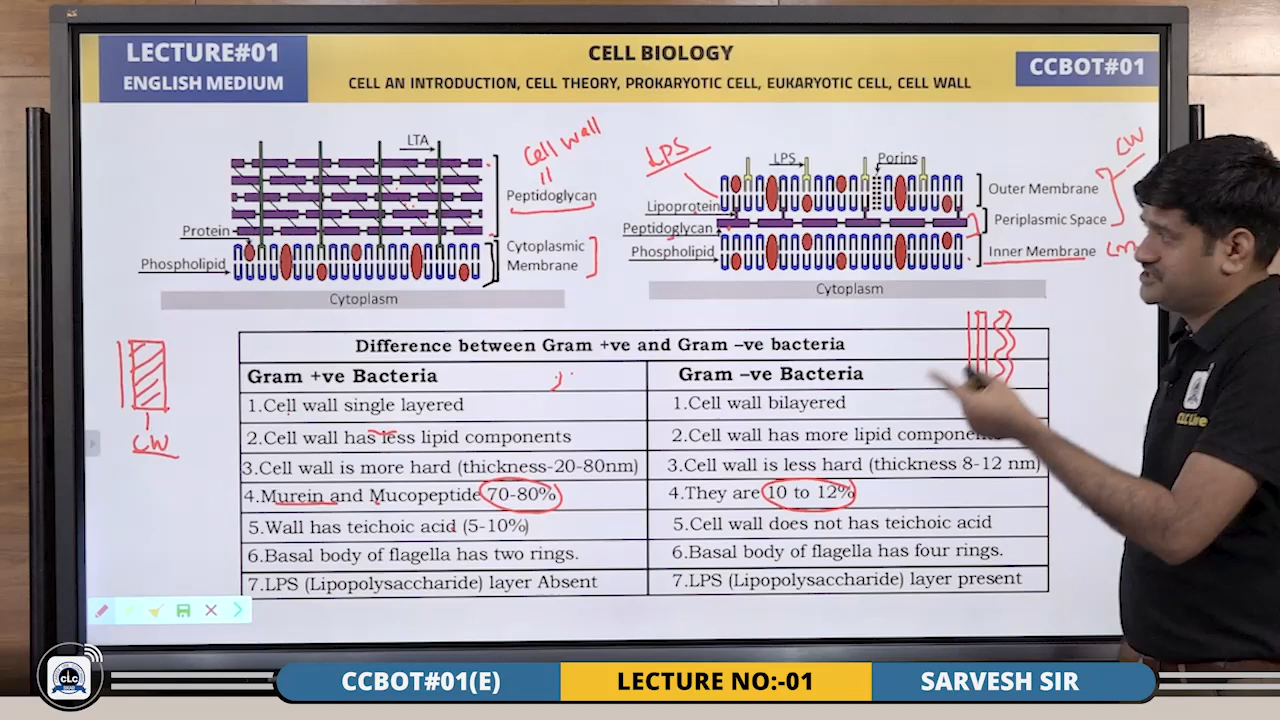 LECTURE#01
ENGLISH MEDIUM
CELL BIOLOGY
CELL AN INTRODUCTION, CELL THEORY, PROKARYOTIC CELL, EUKARYOTIC CELL, CELL WALL
CCBOT#01
LTA
Cell wall
Peptidoglycan
Protein
Cytoplasmic
Membrane
Phospholipid
Cytoplasm
LPS
LPS
Porins
CW
Outer Membrane
Lipoprotein
Periplasmic Space
Peptidoglycan
Phospholipid
Inner Membrane
Cytoplasm
CW
Difference between Gram +ve and Gram –ve bacteria
Gram +ve Bacteria
Gram –ve Bacteria
1.Cell wall single layered
1.Cell wall bilayered
2.Cell wall has less lipid components
2.Cell wall has more lipid
3.Cell wall is more hard (thickness-20-80nm)
3.Cell wall is less hard (thickness 8-12 nm)
4.Murein and Mucopeptide 70-80%
4.They are 10 to 12%
5.Wall has teichoic acid (5-10%)
5.Cell wall does not has teichoic acid
6.Basal body of flagella has two rings.
6.Basal body of flagella has four rings.
7.LPS (Lipopolysaccharide) layer Absent
7.LPS (Lipopolysaccharide) layer present
CLC
CCBOT#01(E)
LECTURE NO:-01
SARVESH SIR